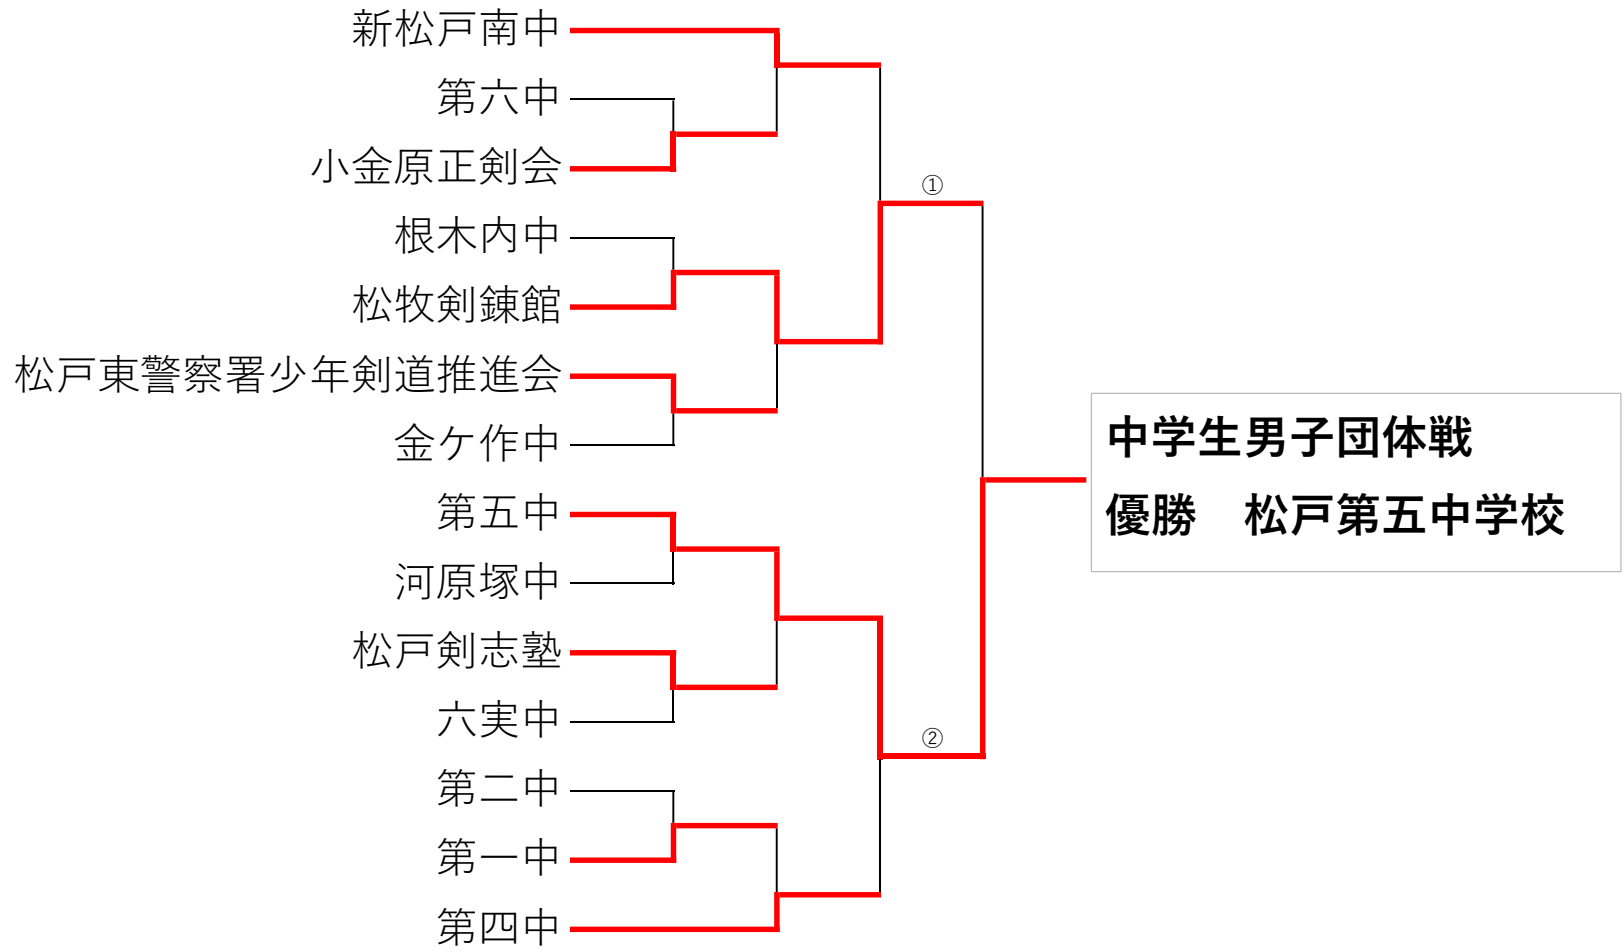 新松戸南中
第六中
小金原正剣会
根木内中
松牧剣錬館
松戸東警察署少年剣道推進会
金ケ作中
第五中
河原塚中
松戸剣志塾
六実中
第二中
第一中
第四中
①
②
中学生男子団体戦
優勝　松戸第五中学校